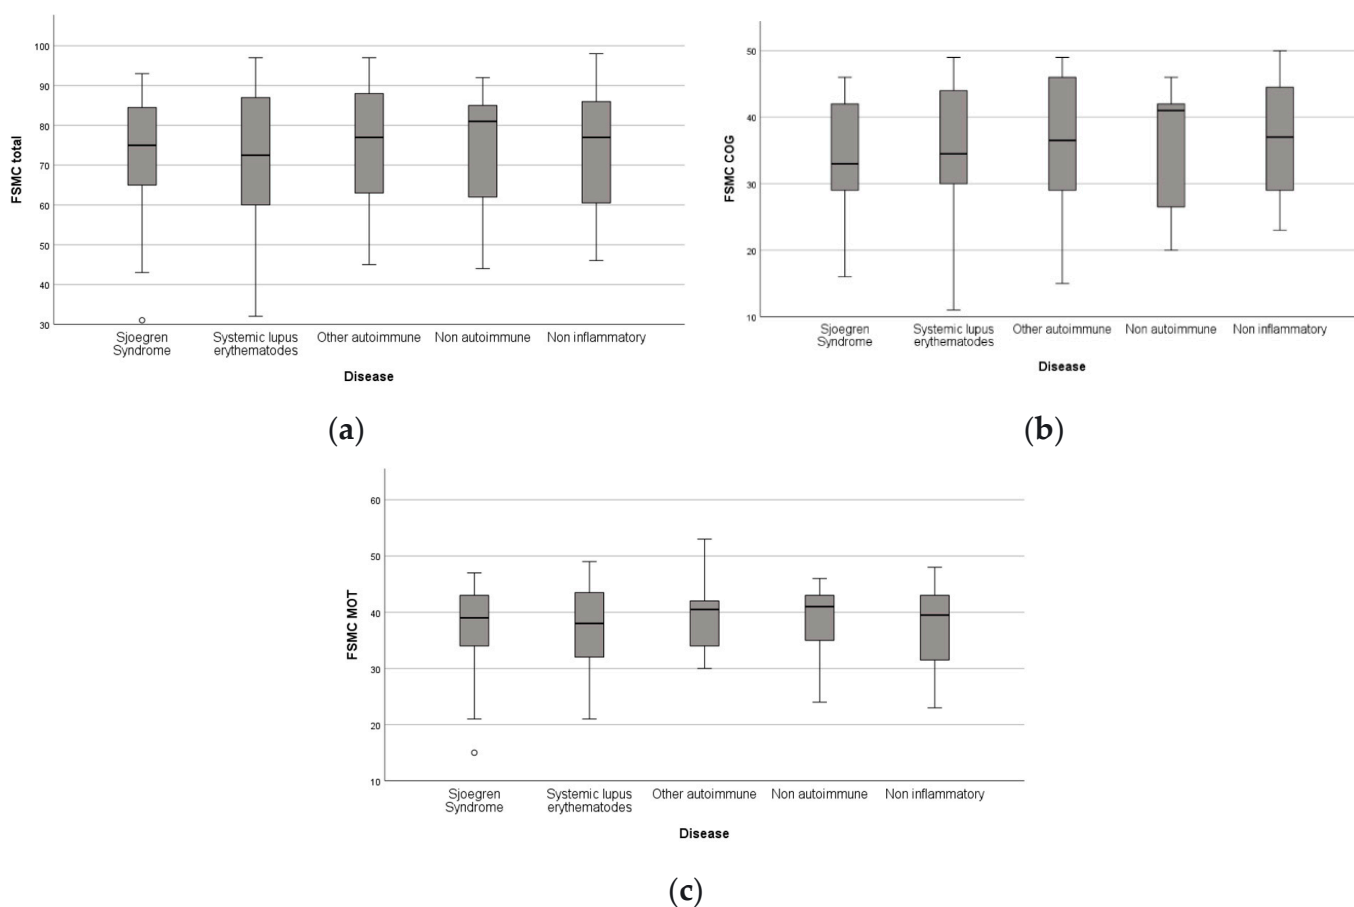 100
90
80
70
60
50
40
30
FSMC total
Sjoegren
Syndrome
Systemic lupus
erythematodes
Other autoimmune
Non autoimmune
Non inflammatory
Disease
(a)
50
40
30
20
10
FSMC COG
Sjoegren
Syndrome
Systemic lupus
erythematodes
Other autoimmune
Non autoimmune
Non inflammatory
Disease
(b)
60
50
40
30
20
10
FSMC MOT
Sjoegren
Syndrome
Systemic lupus
erythematodes
Other autoimmune
Non autoimmune
Non inflammatory
Disease
(c)